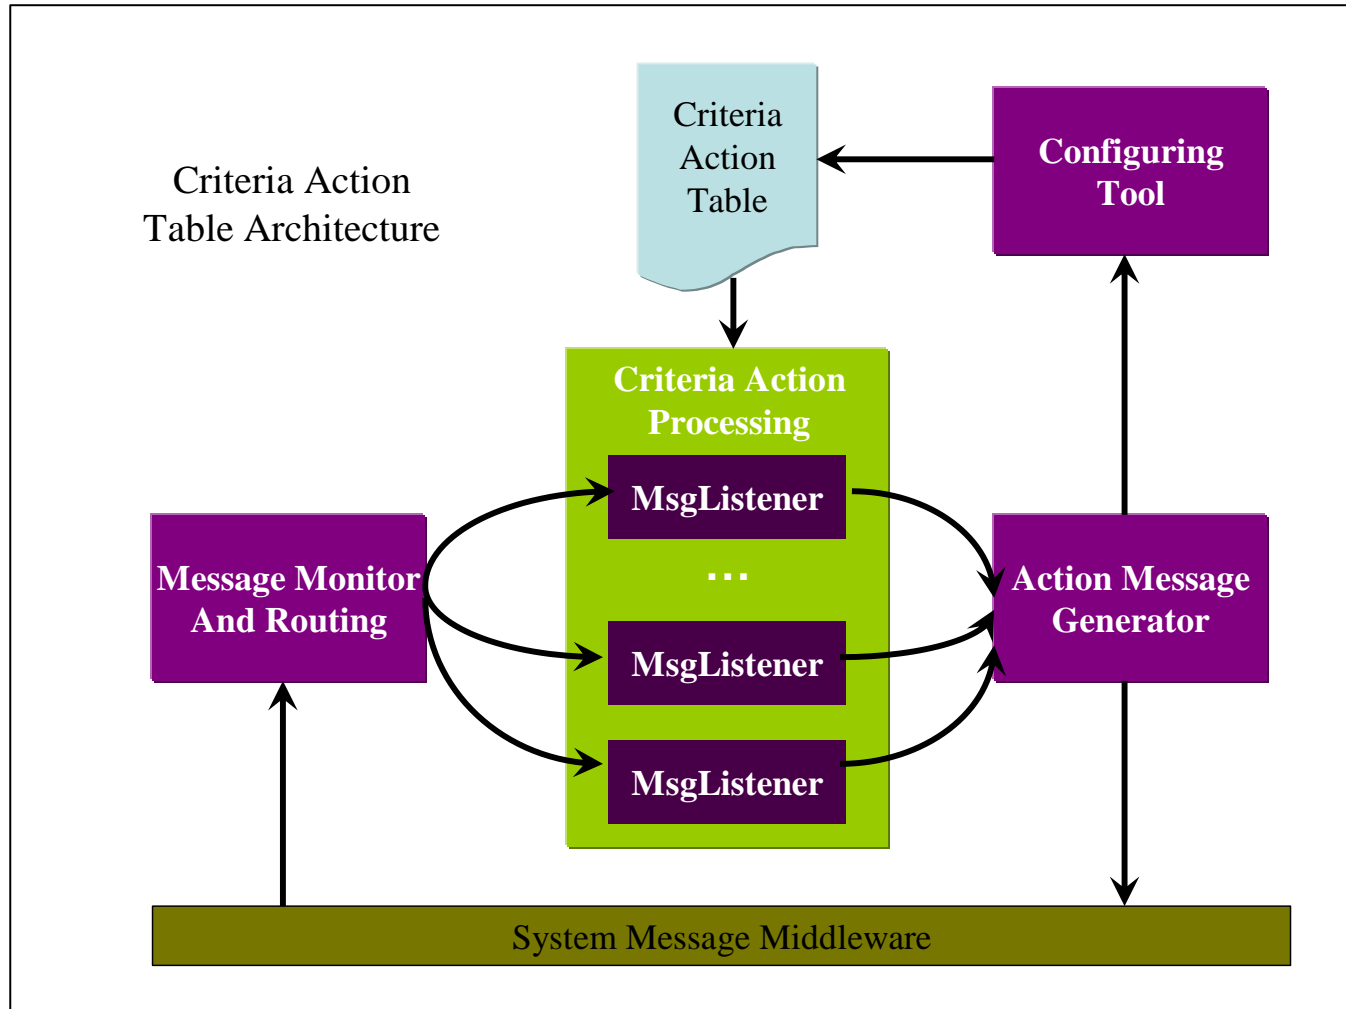 Criteria Action
Table Architecture
Criteria
Action
Table
Configuring
Tool
Criteria Action
Processing
MsgListener
...
MsgListener
MsgListener
Message Monitor
And Routing
Action Message
Generator
System Message Middleware